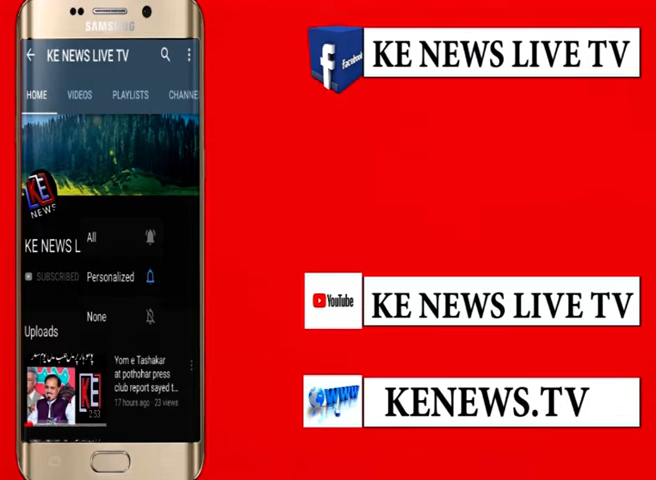 SAMSUNG
KE NEWS LIVE TV
HOME VIDEOS PLAYLISTS CHANNE
KE
NEWS
KE NEWS L
All
SUBSCRIBED
Personalized
None
Uploads
KE
2:53
Yom e Tashakar
at pothohar press
club report sayed t...
17 hours ago · 23 views
facebook
KE NEWS LIVE TV
YouTube
KE NEWS LIVE TV
www
KENEWS.TV